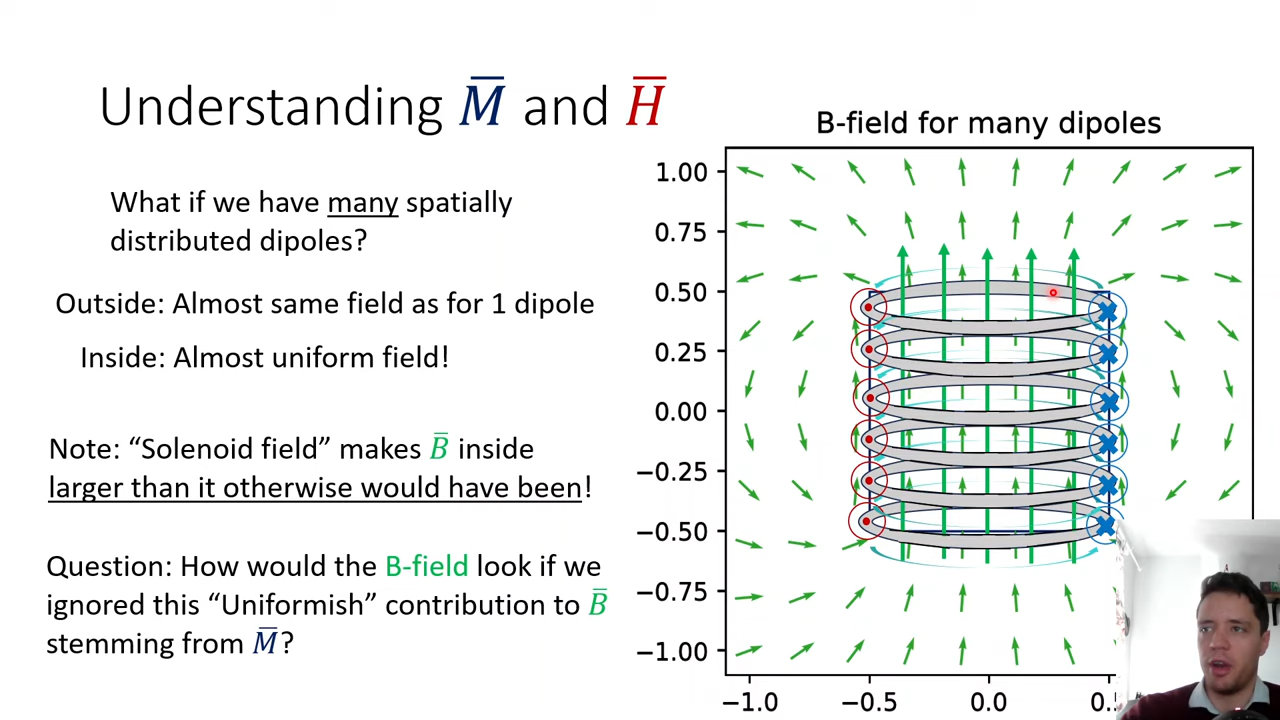 Understanding M̅ and H̅
What if we have many spatially
distributed dipoles?
Outside: Almost same field as for 1 dipole
Inside: Almost uniform field!
Note: “Solenoid field” makes B̅ inside
larger than it otherwise would have been!
Question: How would the B-field look if we
ignored this “Uniformish” contribution to B̅
stemming from M̅?
B-field for many dipoles
1.00
0.75
0.50
0.25
0.00
−0.25
−0.50
−0.75
−1.00
−1.0 −0.5 0.0